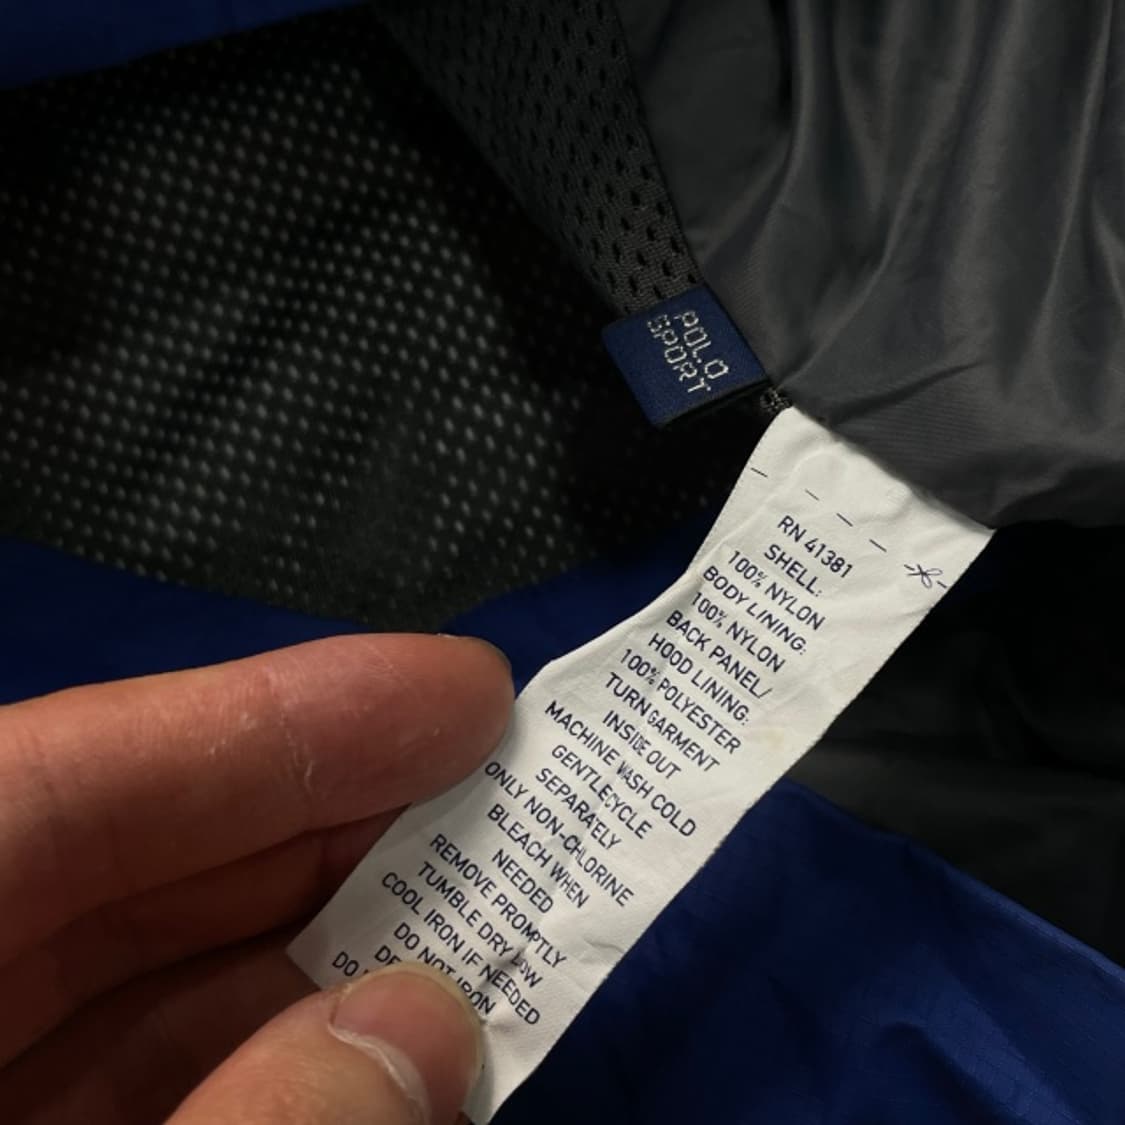 POLO
SPORT
RN 41381
SHELL:
100% NYLON
BODY LINING:
100% NYLON
BACK PANEL/
HOOD LINING:
100% POLYESTER
TURN GARMENT
INSIDE OUT
MACHINE WASH COLD
GENTLECYCLE
SEPARATELY
ONLY NON-CHLORINE
BLEACH WHEN
NEEDED
REMOVE PROMPTLY
TUMBLE DRY LOW
COOL IRON IF NEEDED
DO NOT IRON
DO